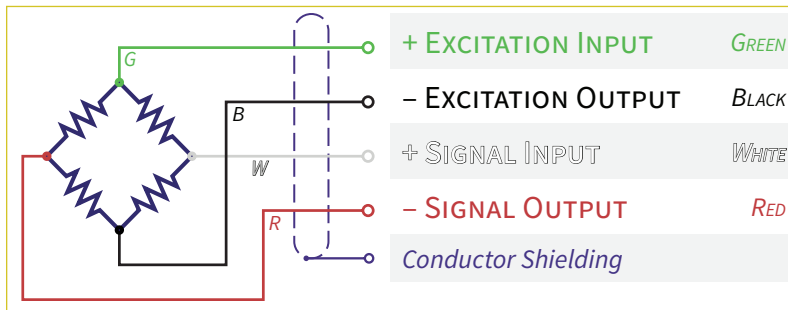 G
+ Excitation Input Green
B
– Excitation Output Black
W
+ Signal Input White
R
– Signal Output Red
Conductor Shielding